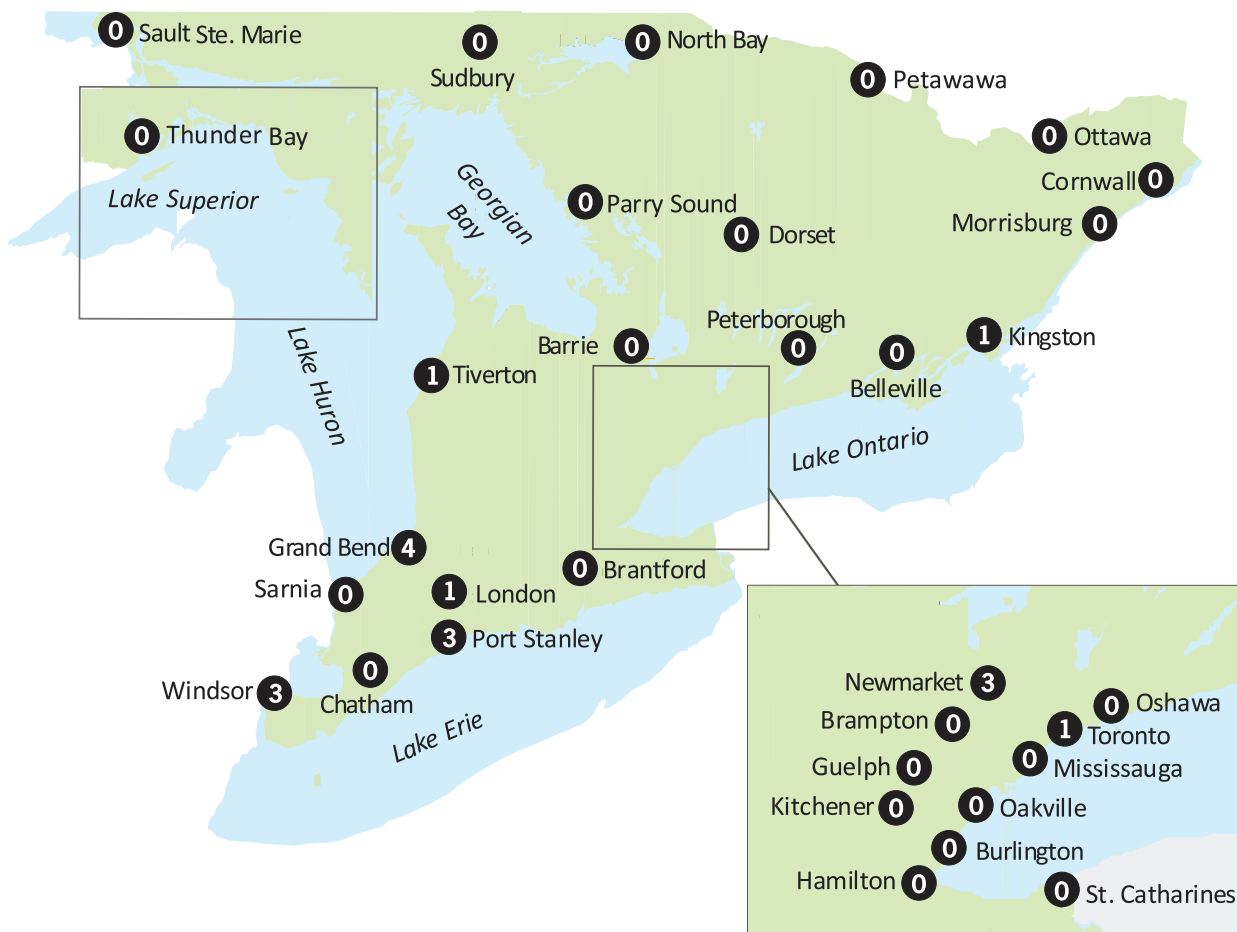 0 Sault Ste. Marie
0
Sudbury
0 North Bay
0 Petawawa
0 Thunder Bay
0 Ottawa
Cornwall 0
Lake Superior
Georgian
Bay
0 Parry Sound
Morrisburg 0
0 Dorset
Peterborough
0
Barrie 0
0
Belleville
1 Kingston
Lake Huron
1 Tiverton
Lake Ontario
Grand Bend 4
Sarnia 0
1 London
0 Brantford
3 Port Stanley
Windsor 3
0
Chatham
Lake Erie
Newmarket 3
Brampton 0
0 Oshawa
1 Toronto
Guelph 0
0 Mississauga
Kitchener 0
0 Oakville
0 Burlington
Hamilton 0
0 St. Catharines